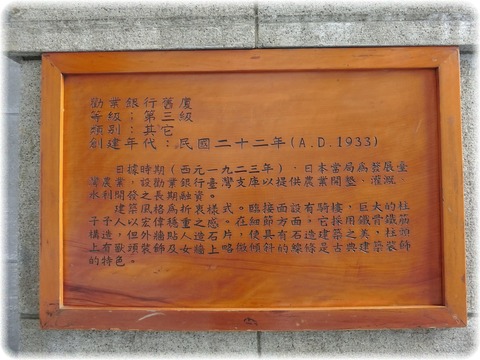 勸業銀行舊廈
等級：第三級
類別：其它
創建年代：民國二十二年(A.D.1933)
日據時期（西元一九二三年），日本當局為發展臺
灣農業，設勸業銀行臺灣支庫以提供農業開墾、灌溉、
水利開發之長期融資。
建築風格為折衷樣式。臨接面設有騎樓，巨大的柱
子予人以宏偉穩重之感。在細節方面，它採用鐵骨鐵筋
構造，但外牆貼人造石片，使具有石造建築之美，柱頭
上有獸頭裝飾及女牆上略微傾斜的線條是古典建築裝飾
的特色。